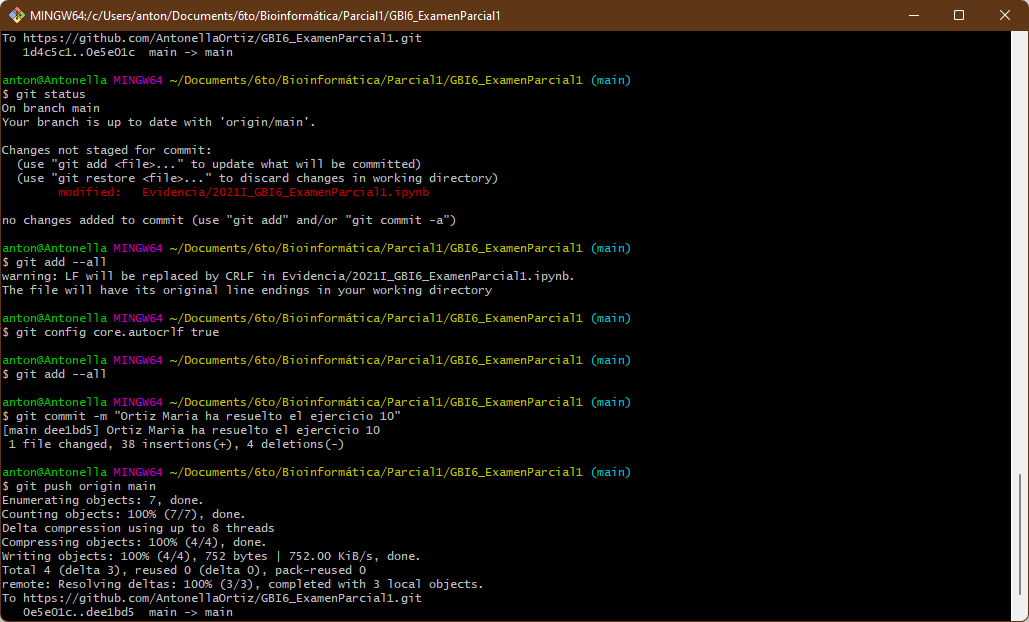 MINGW64:/c/Users/anton/Documents/6to/Bioinformática/Parcial1/GBI6_ExamenParcial1
To https://github.com/AntonellaOrtiz/GBI6_ExamenParcial1.git
   1d4c5c1..0e5e01c  main -> main
anton@Antonella MINGW64 ~/Documents/6to/Bioinformática/Parcial1/GBI6_ExamenParcial1 (main)
$ git status
On branch main
Your branch is up to date with 'origin/main'.
Changes not staged for commit:
  (use "git add <file>..." to update what will be committed)
  (use "git restore <file>..." to discard changes in working directory)
        modified:   Evidencia/2021I_GBI6_ExamenParcial1.ipynb
no changes added to commit (use "git add" and/or "git commit -a")
anton@Antonella MINGW64 ~/Documents/6to/Bioinformática/Parcial1/GBI6_ExamenParcial1 (main)
$ git add --all
warning: LF will be replaced by CRLF in Evidencia/2021I_GBI6_ExamenParcial1.ipynb.
The file will have its original line endings in your working directory
anton@Antonella MINGW64 ~/Documents/6to/Bioinformática/Parcial1/GBI6_ExamenParcial1 (main)
$ git config core.autocrlf true
anton@Antonella MINGW64 ~/Documents/6to/Bioinformática/Parcial1/GBI6_ExamenParcial1 (main)
$ git add --all
anton@Antonella MINGW64 ~/Documents/6to/Bioinformática/Parcial1/GBI6_ExamenParcial1 (main)
$ git commit -m "Ortiz Maria ha resuelto el ejercicio 10"
[main dee1bd5] Ortiz Maria ha resuelto el ejercicio 10
 1 file changed, 38 insertions(+), 4 deletions(-)
anton@Antonella MINGW64 ~/Documents/6to/Bioinformática/Parcial1/GBI6_ExamenParcial1 (main)
$ git push origin main
Enumerating objects: 7, done.
Counting objects: 100% (7/7), done.
Delta compression using up to 8 threads
Compressing objects: 100% (4/4), done.
Writing objects: 100% (4/4), 752 bytes | 752.00 KiB/s, done.
Total 4 (delta 3), reused 0 (delta 0), pack-reused 0
remote: Resolving deltas: 100% (3/3), completed with 3 local objects.
To https://github.com/AntonellaOrtiz/GBI6_ExamenParcial1.git
   0e5e01c..dee1bd5  main -> main